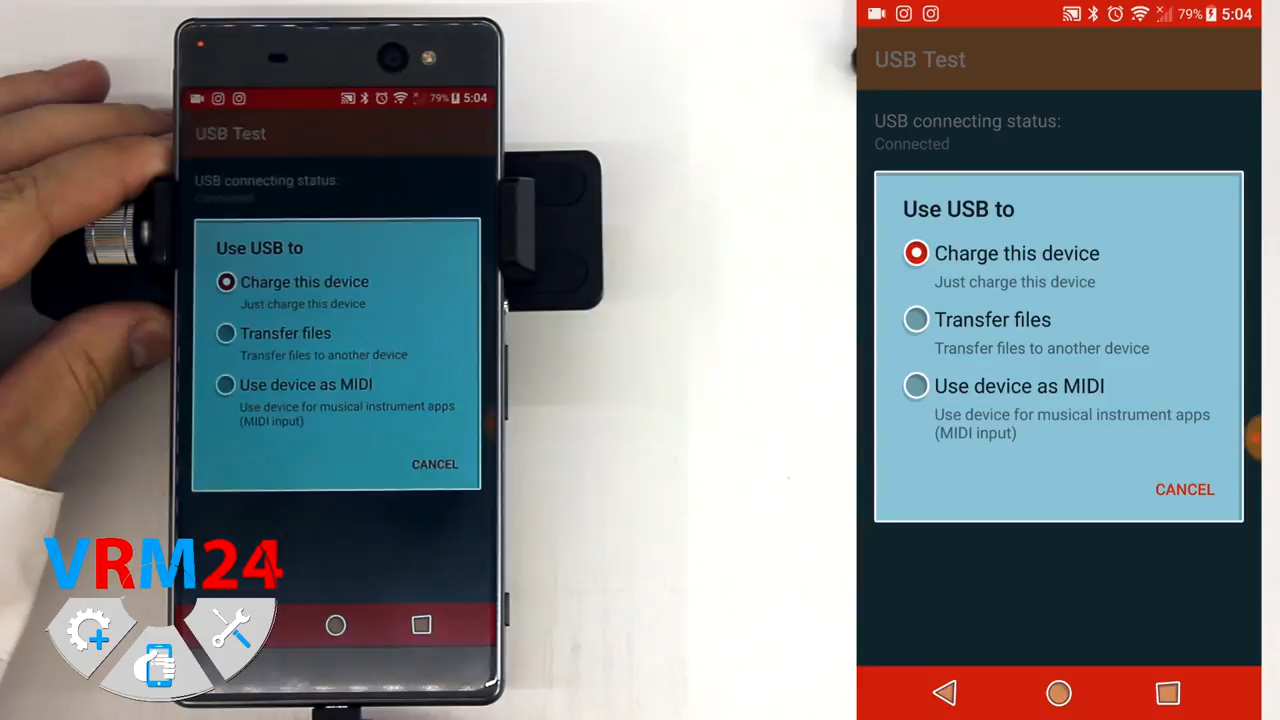 79% 5:04
USB Test
USB connecting status:
Connected
Use USB to
Charge this device
Just charge this device
Transfer files
Transfer files to another device
Use device as MIDI
Use device for musical instrument apps
(MIDI input)
CANCEL
VRM24
79% 5:04
USB Test
USB connecting status:
Connected
Use USB to
Charge this device
Just charge this device
Transfer files
Transfer files to another device
Use device as MIDI
Use device for musical instrument apps
(MIDI input)
CANCEL